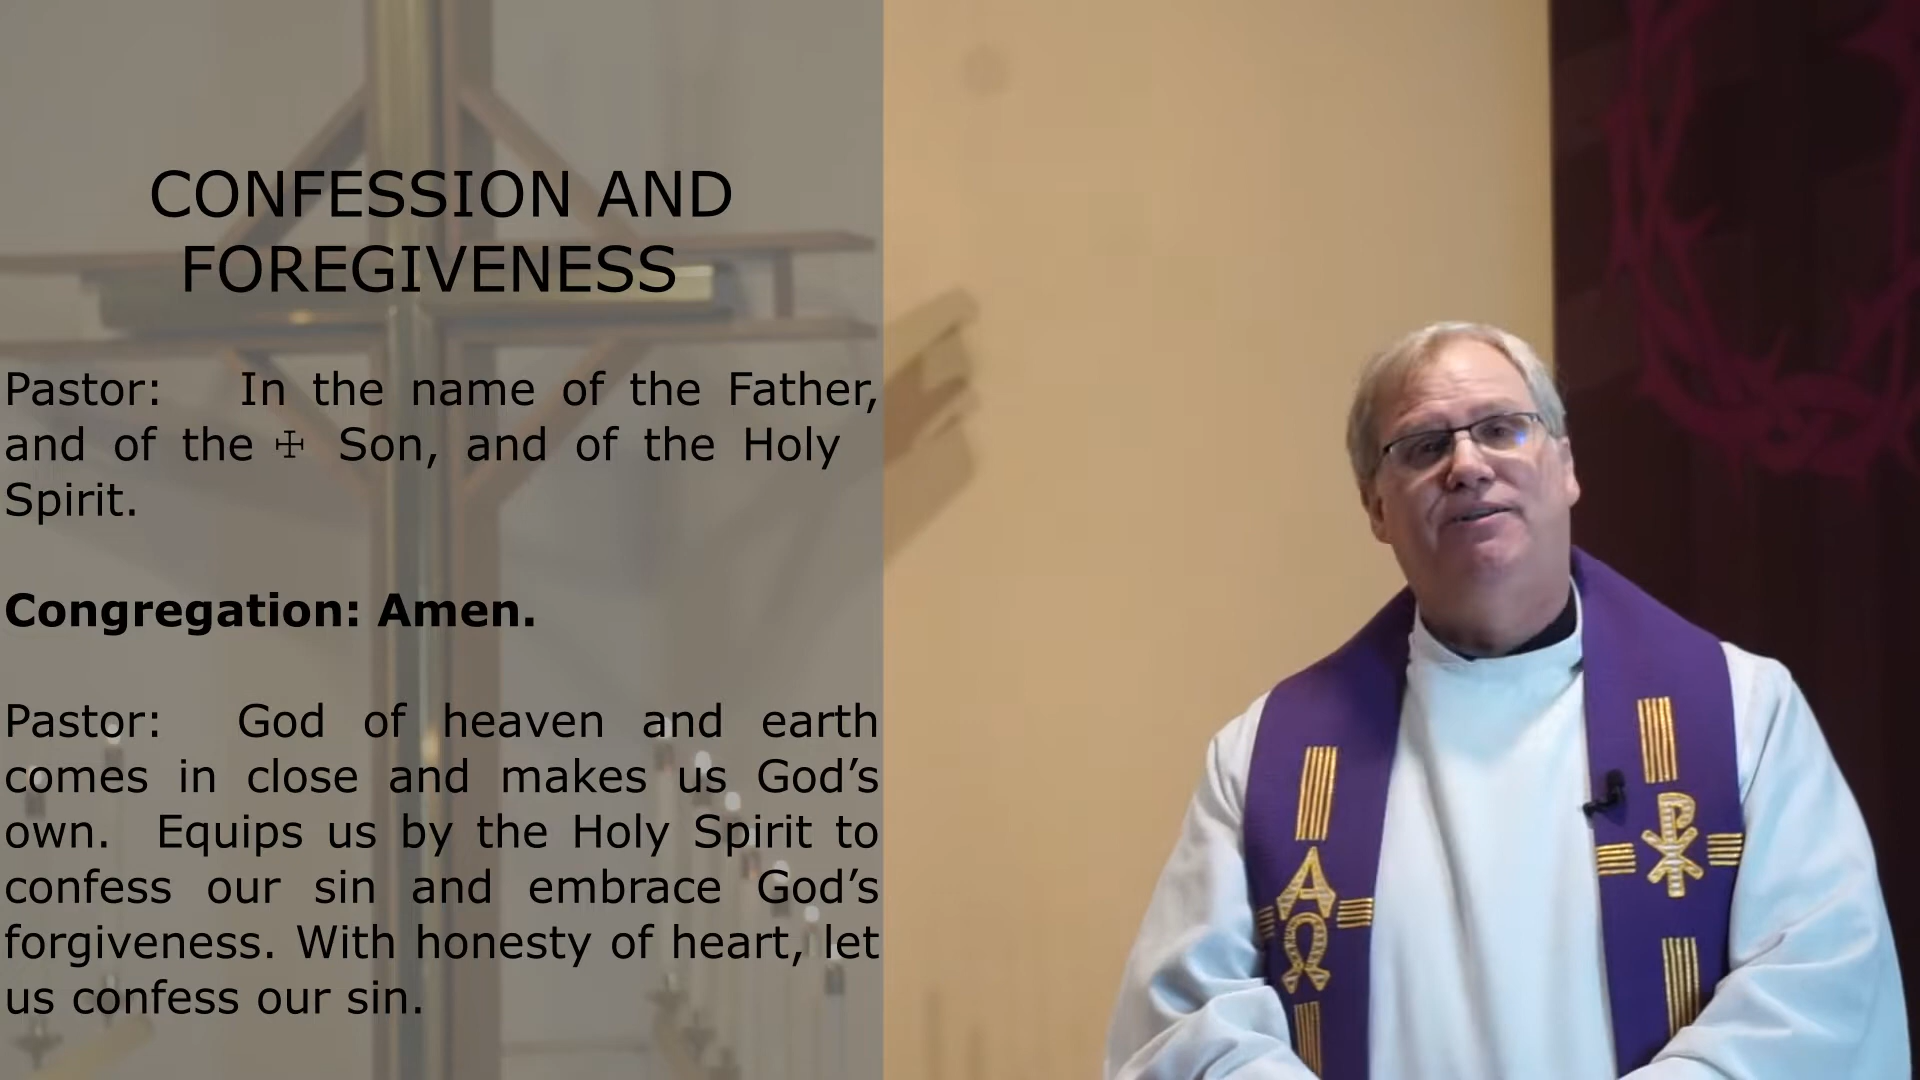 CONFESSION AND
FOREGIVENESS
Pastor: In the name of the Father,
and of the ☩ Son, and of the Holy
Spirit.
Congregation: Amen.
Pastor: God of heaven and earth
comes in close and makes us God’s
own. Equips us by the Holy Spirit to
confess our sin and embrace God’s
forgiveness. With honesty of heart, let
us confess our sin.
Α
Ω
☧